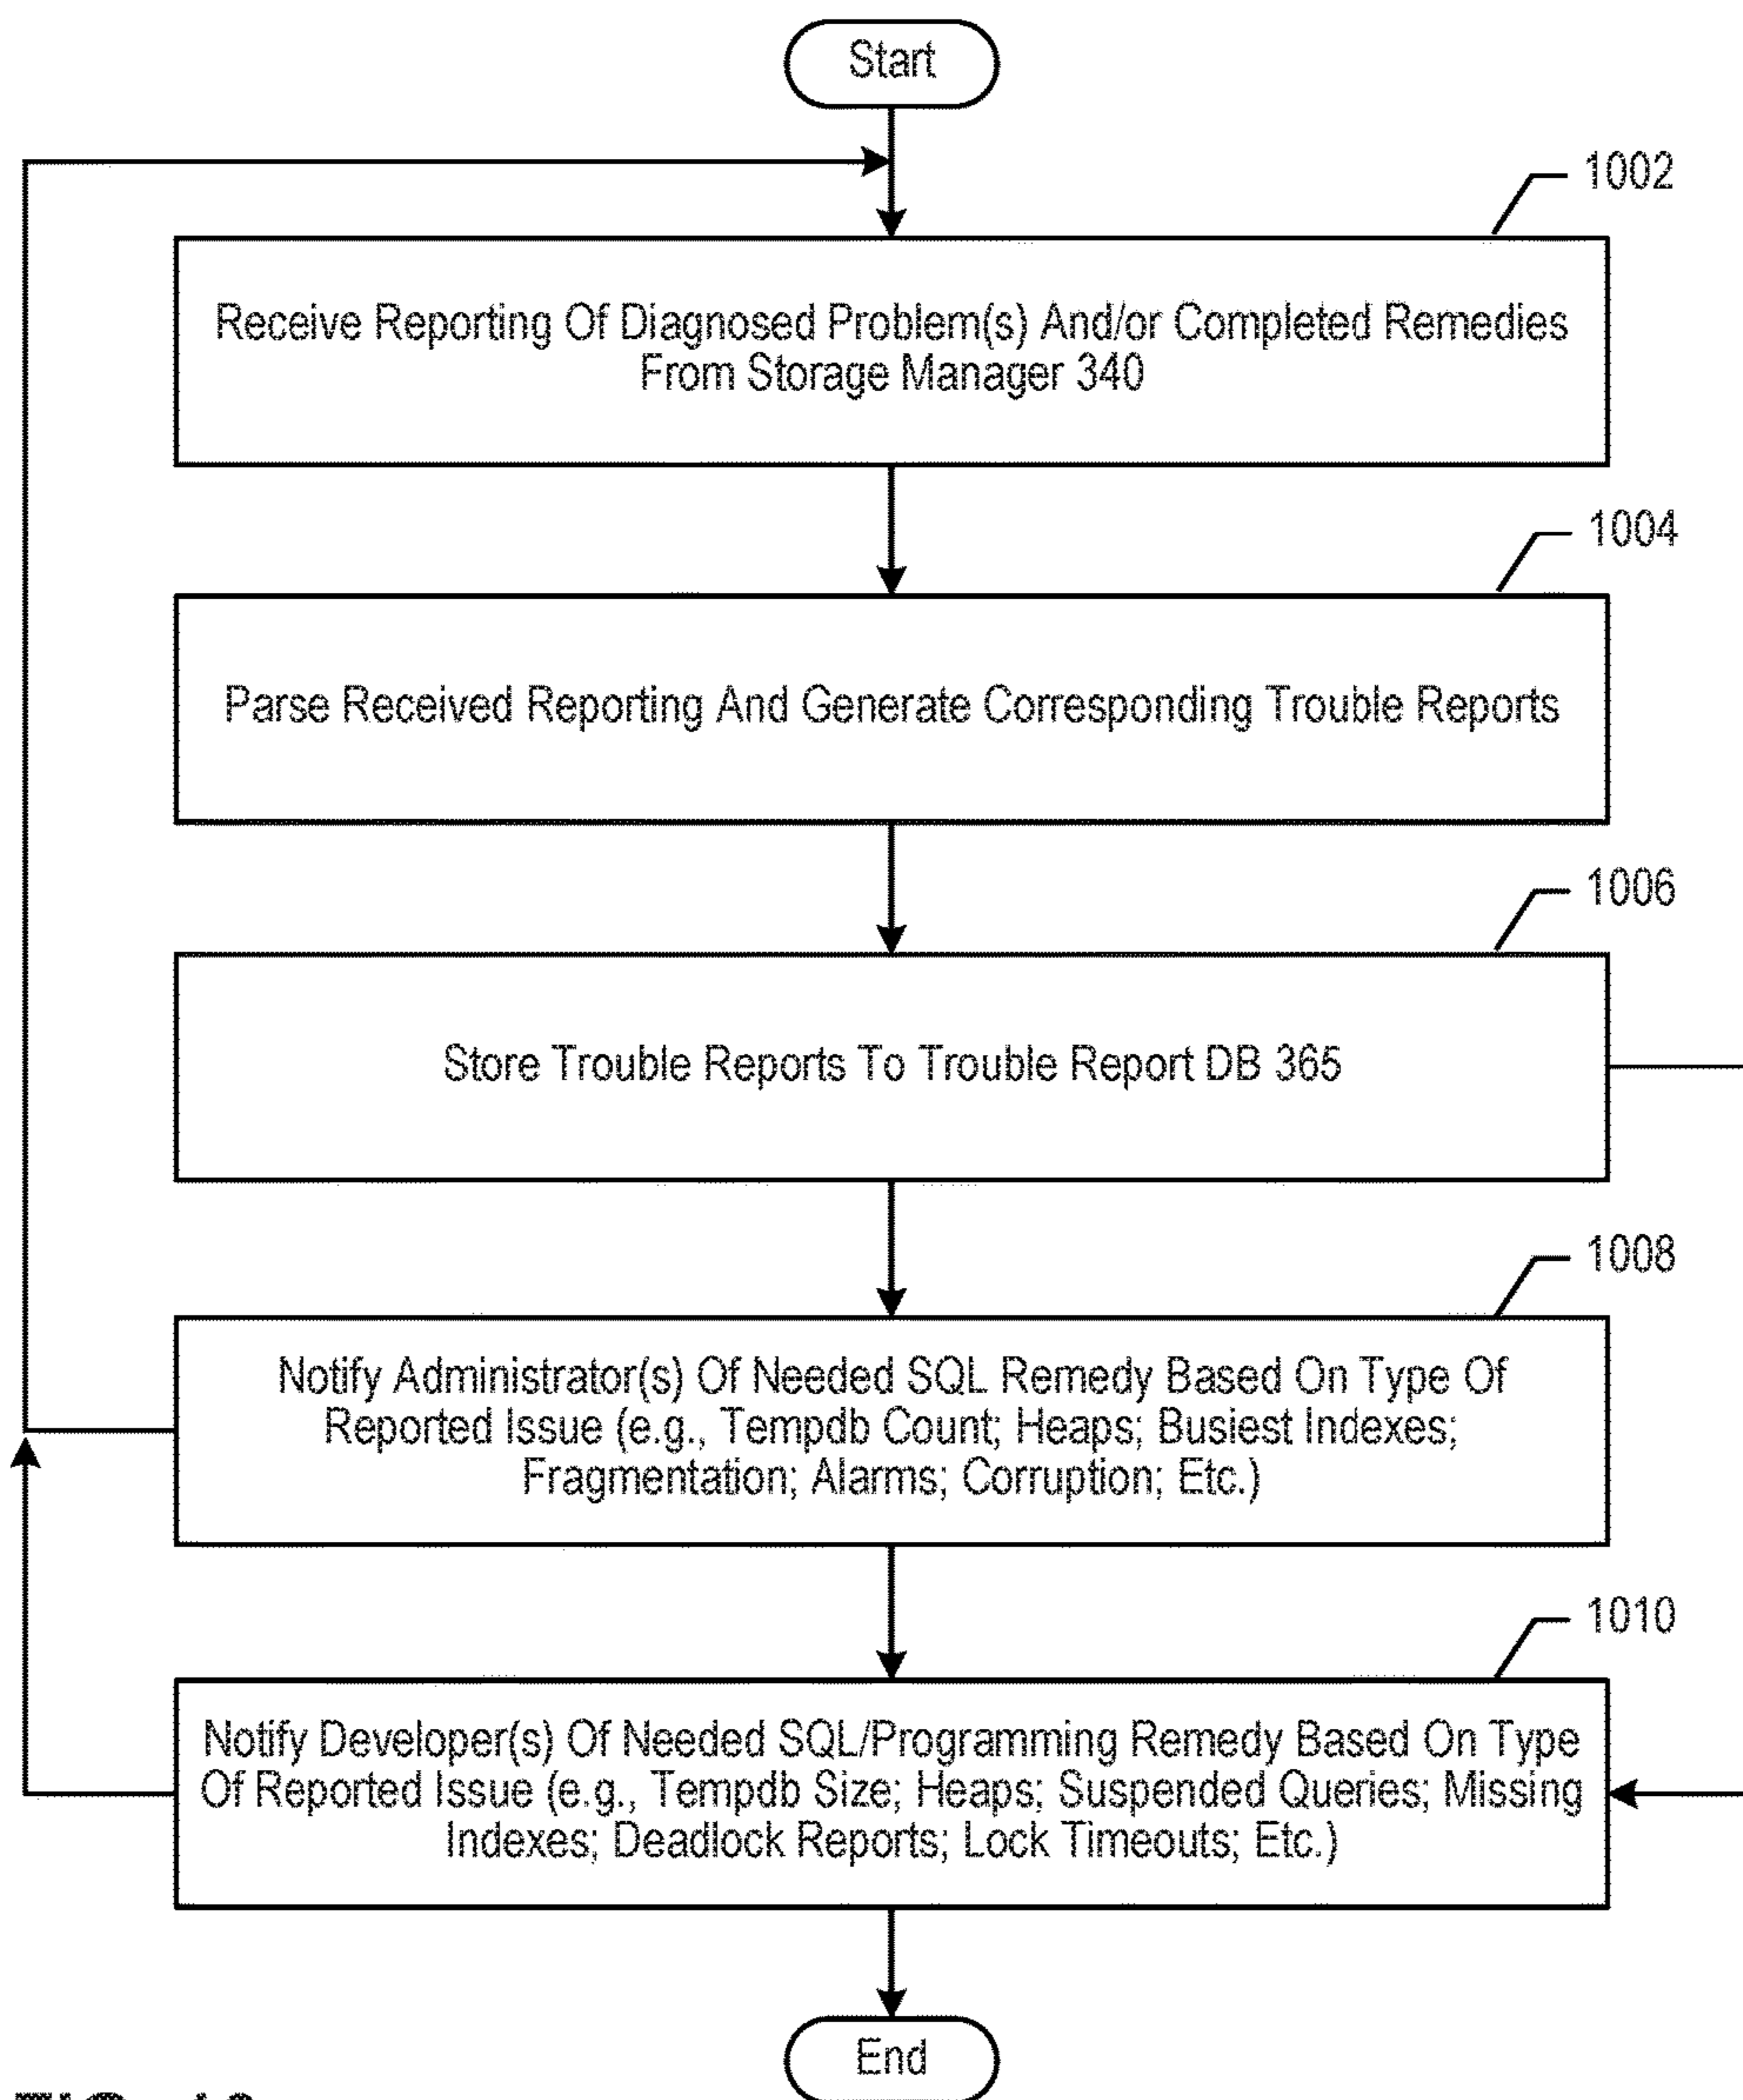 Start
1002
Receive Reporting Of Diagnosed Problem(s) And/or Completed Remedies
From Storage Manager 340
1004
Parse Received Reporting And Generate Corresponding Trouble Reports
1006
Store Trouble Reports To Trouble Report DB 365
1008
Notify Administrator(s) Of Needed SQL Remedy Based On Type Of
Reported Issue (e.g., Tempdb Count; Heaps; Busiest Indexes;
Fragmentation; Alarms; Corruption; Etc.)
1010
Notify Developer(s) Of Needed SQL/Programming Remedy Based On Type
Of Reported Issue (e.g., Tempdb Size; Heaps; Suspended Queries; Missing
Indexes; Deadlock Reports; Lock Timeouts; Etc.)
End